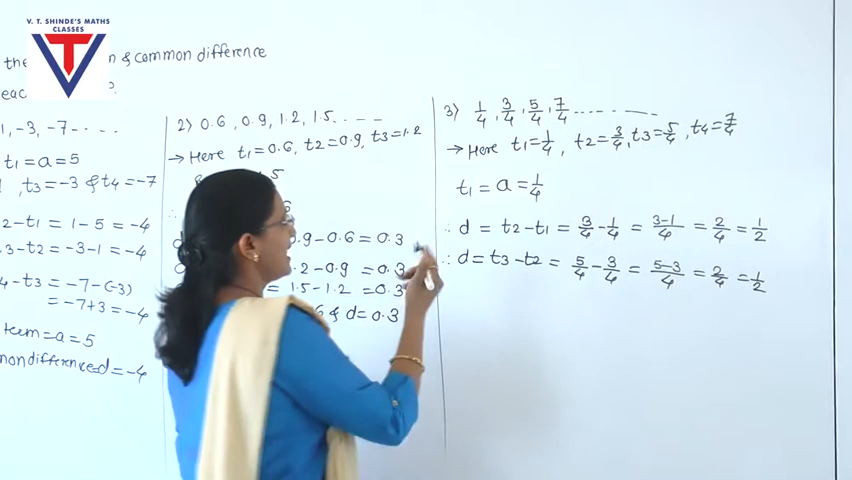 V. T. SHINDE'S MATHS
CLASSES
the & common difference
eac
1, -3, -7 - - - -
t1 = a = 5
, t3 = -3 & t4 = -7
2 - t1 = 1 - 5 = -4
3 - t2 = -3 - 1 = -4
4 - t3 = -7 - (-3)
= -7 + 3 = -4
term = a = 5
mon difference = d = -4
2) 0.6, 0.9, 1.2, 1.5 - - - -
→ Here t1 = 0.6, t2 = 0.9, t3 = 1.2
.5
0.9 - 0.6 = 0.3
1.2 - 0.9 = 0.3
= 1.5 - 1.2 = 0.3
6 & d = 0.3
3) 1/4, 3/4, 5/4, 7/4 - - - - -
→ Here t1 = 1/4, t2 = 3/4, t3 = 5/4, t4 = 7/4
t1 = a = 1/4
∴ d = t2 - t1 = 3/4 - 1/4 = 3-1/4 = 2/4 = 1/2
∴ d = t3 - t2 = 5/4 - 3/4 = 5-3/4 = 2/4 = 1/2